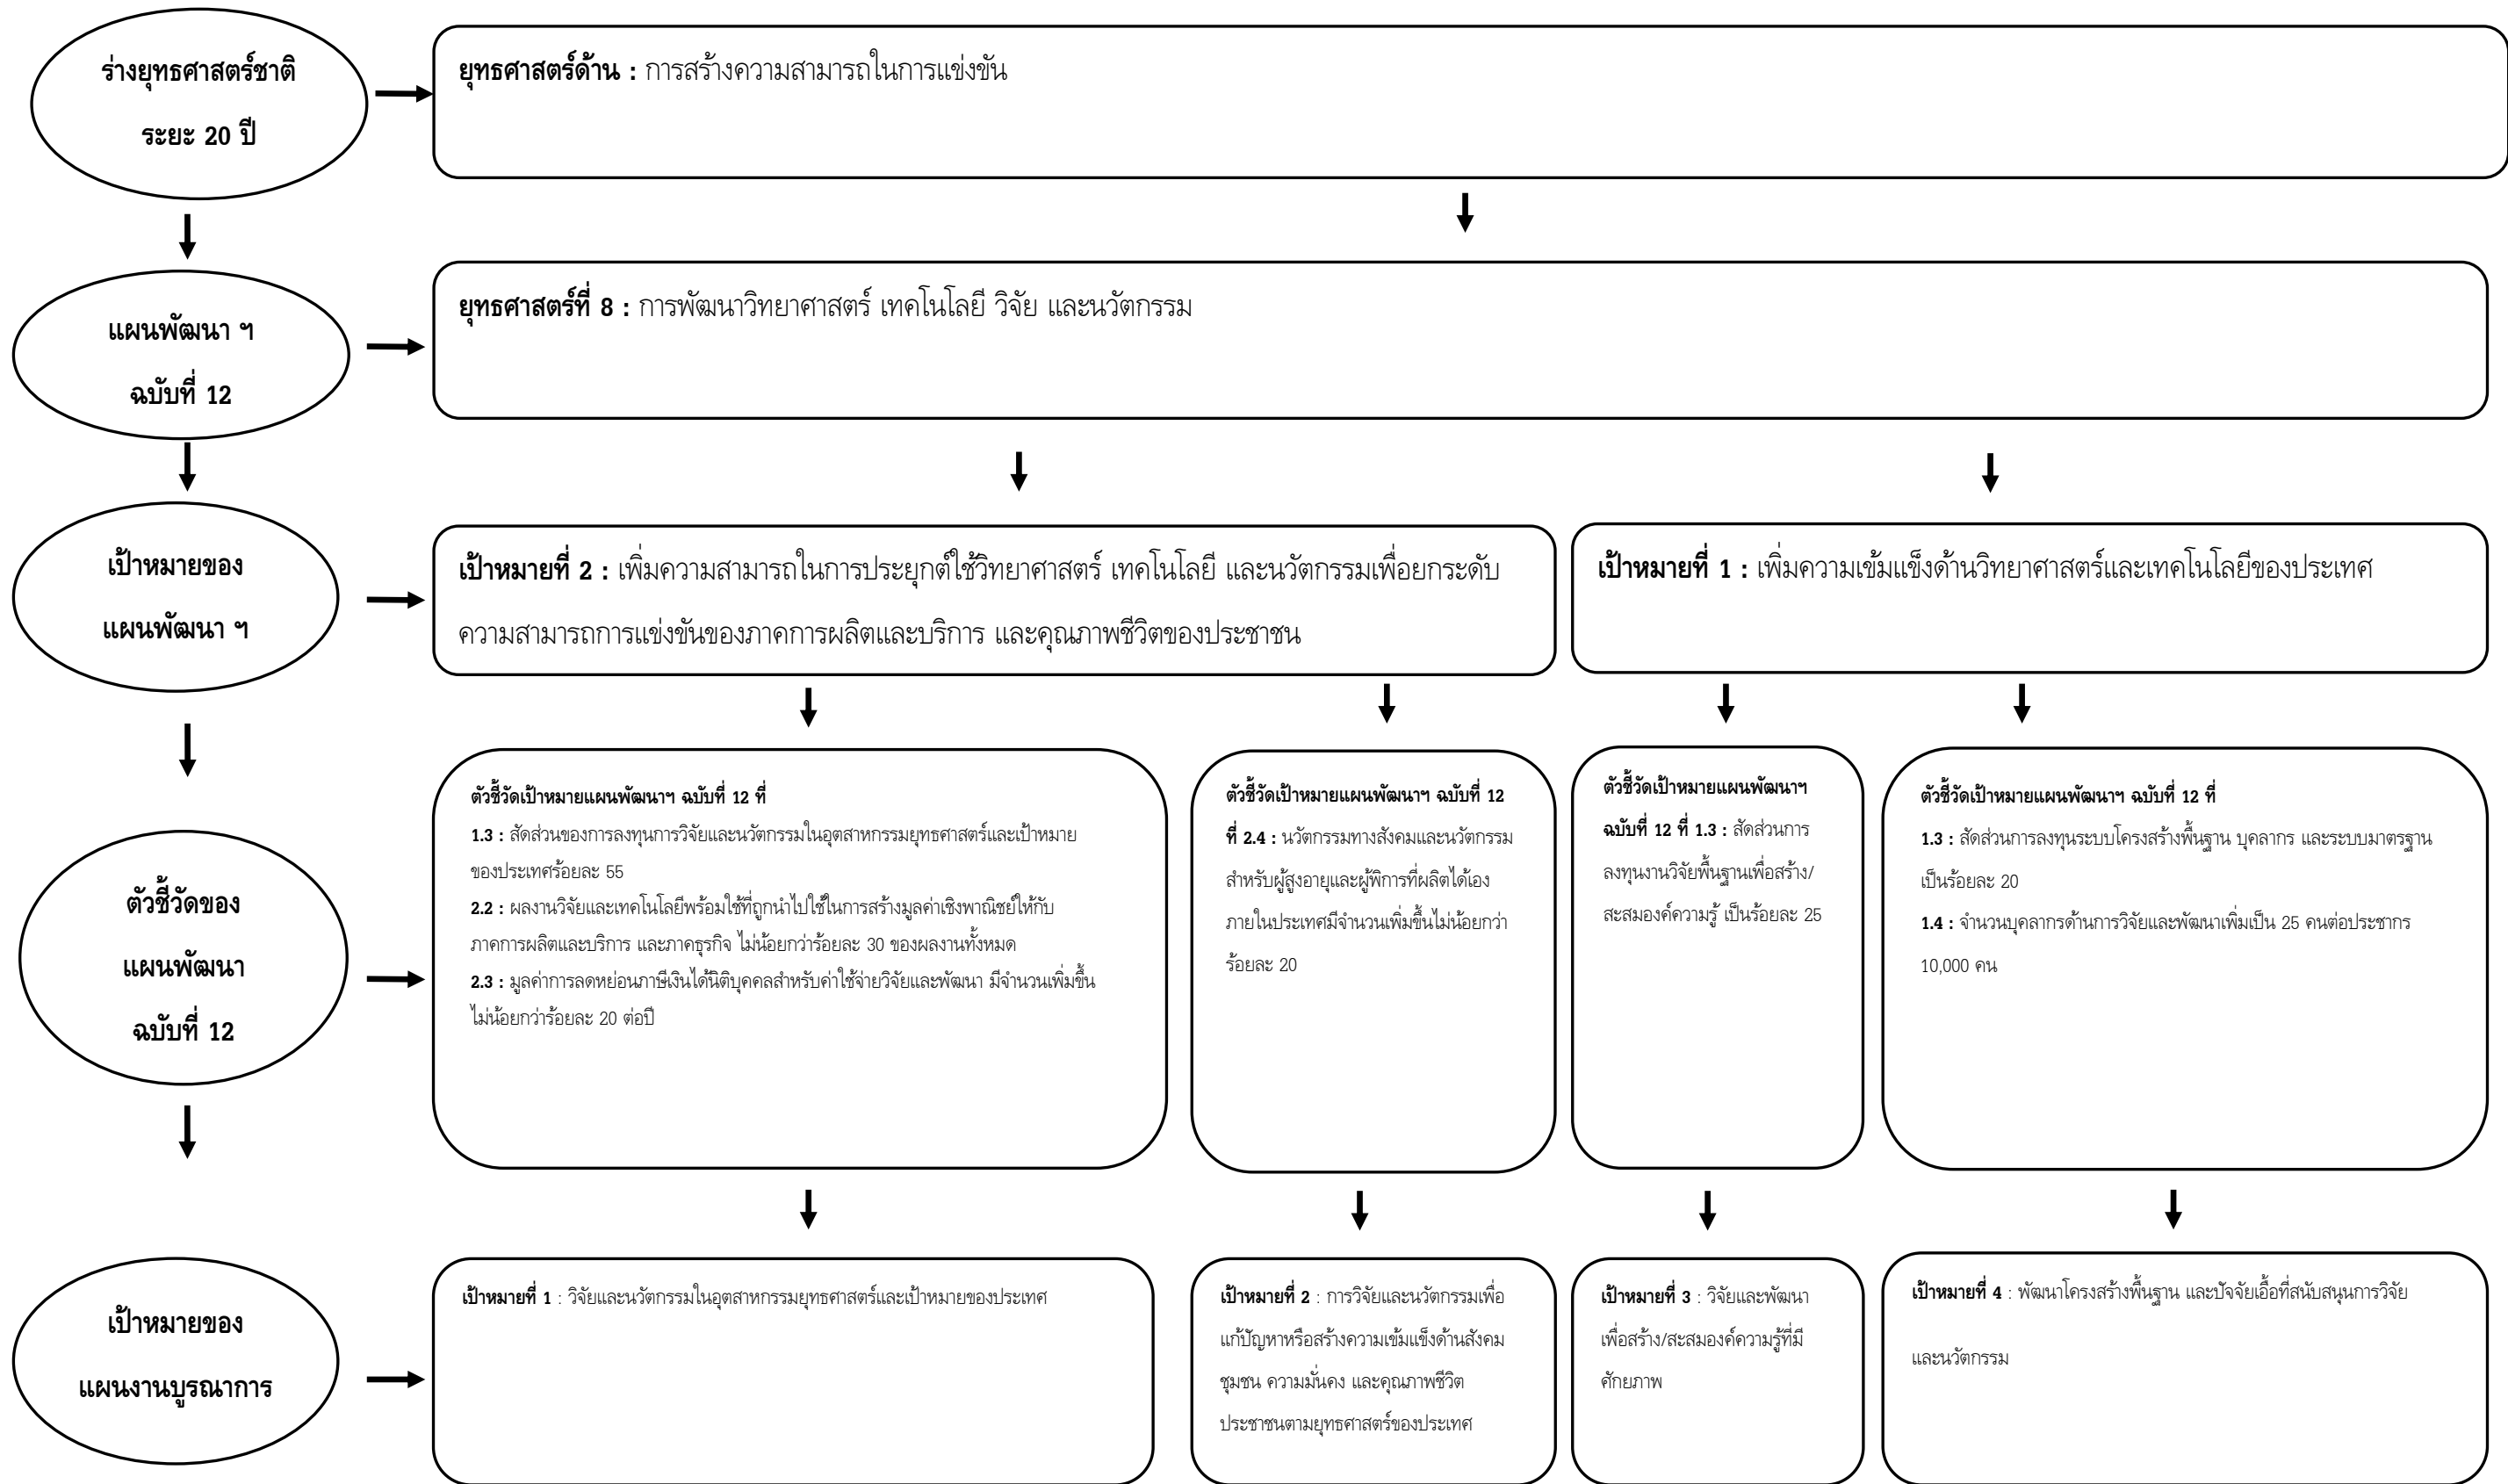 ร่างยุทธศาสตร์ชาติ
ระยะ 20 ปี
ยุทธศาสตร์ด้าน : การสร้างความสามารถในการแข่งขัน
แผนพัฒนา ฯ
ฉบับที่ 12
ยุทธศาสตร์ที่ 8 : การพัฒนาวิทยาศาสตร์ เทคโนโลยี วิจัย และนวัตกรรม
เป้าหมายของ
แผนพัฒนา ฯ
เป้าหมายที่ 2 : เพิ่มความสามารถในการประยุกต์ใช้วิทยาศาสตร์ เทคโนโลยี และนวัตกรรมเพื่อยกระดับ
ความสามารถการแข่งขันของภาคการผลิตและบริการ และคุณภาพชีวิตของประชาชน
เป้าหมายที่ 1 : เพิ่มความเข้มแข็งด้านวิทยาศาสตร์และเทคโนโลยีของประเทศ
ตัวชี้วัดของ
แผนพัฒนา
ฉบับที่ 12
ตัวชี้วัดเป้าหมายแผนพัฒนาฯ ฉบับที่ 12 ที่
1.3 : สัดส่วนของการลงทุนการวิจัยและนวัตกรรมในอุตสาหกรรมยุทธศาสตร์และเป้าหมาย
ของประเทศร้อยละ 55
2.2 : ผลงานวิจัยและเทคโนโลยีพร้อมใช้ที่ถูกนำไปใช้ในการสร้างมูลค่าเชิงพาณิชย์ให้กับ
ภาคการผลิตและบริการ และภาคธุรกิจ ไม่น้อยกว่าร้อยละ 30 ของผลงานทั้งหมด
2.3 : มูลค่าการลดหย่อนภาษีเงินได้นิติบุคคลสำหรับค่าใช้จ่ายวิจัยและพัฒนา มีจำนวนเพิ่มขึ้น
ไม่น้อยกว่าร้อยละ 20 ต่อปี
ตัวชี้วัดเป้าหมายแผนพัฒนาฯ ฉบับที่ 12
ที่ 2.4 : นวัตกรรมทางสังคมและนวัตกรรม
สำหรับผู้สูงอายุและผู้พิการที่ผลิตได้เอง
ภายในประเทศมีจำนวนเพิ่มขึ้นไม่น้อยกว่า
ร้อยละ 20
ตัวชี้วัดเป้าหมายแผนพัฒนาฯ
ฉบับที่ 12 ที่ 1.3 : สัดส่วนการ
ลงทุนงานวิจัยพื้นฐานเพื่อสร้าง/
สะสมองค์ความรู้ เป็นร้อยละ 25
ตัวชี้วัดเป้าหมายแผนพัฒนาฯ ฉบับที่ 12 ที่
1.3 : สัดส่วนการลงทุนระบบโครงสร้างพื้นฐาน บุคลากร และระบบมาตรฐาน
เป็นร้อยละ 20
1.4 : จำนวนบุคลากรด้านการวิจัยและพัฒนาเพิ่มเป็น 25 คนต่อประชากร
10,000 คน
เป้าหมายของ
แผนงานบูรณาการ
เป้าหมายที่ 1 : วิจัยและนวัตกรรมในอุตสาหกรรมยุทธศาสตร์และเป้าหมายของประเทศ
เป้าหมายที่ 2 : การวิจัยและนวัตกรรมเพื่อ
แก้ปัญหาหรือสร้างความเข้มแข็งด้านสังคม
ชุมชน ความมั่นคง และคุณภาพชีวิต
ประชาชนตามยุทธศาสตร์ของประเทศ
เป้าหมายที่ 3 : วิจัยและพัฒนา
เพื่อสร้าง/สะสมองค์ความรู้ที่มี
ศักยภาพ
เป้าหมายที่ 4 : พัฒนาโครงสร้างพื้นฐาน และปัจจัยเอื้อที่สนับสนุนการวิจัย
และนวัตกรรม